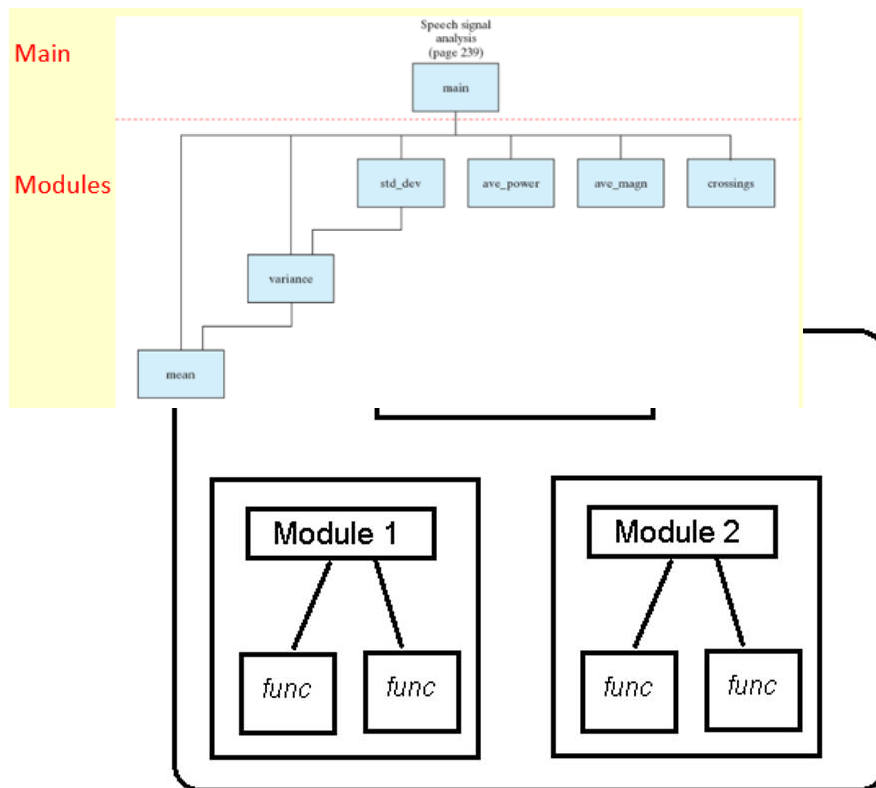 Speech signal
analysis
(page 239)
Main
main
Modules
std_dev
ave_power
ave_magn
crossings
variance
mean
Module 1
Module 2
func
func
func
func